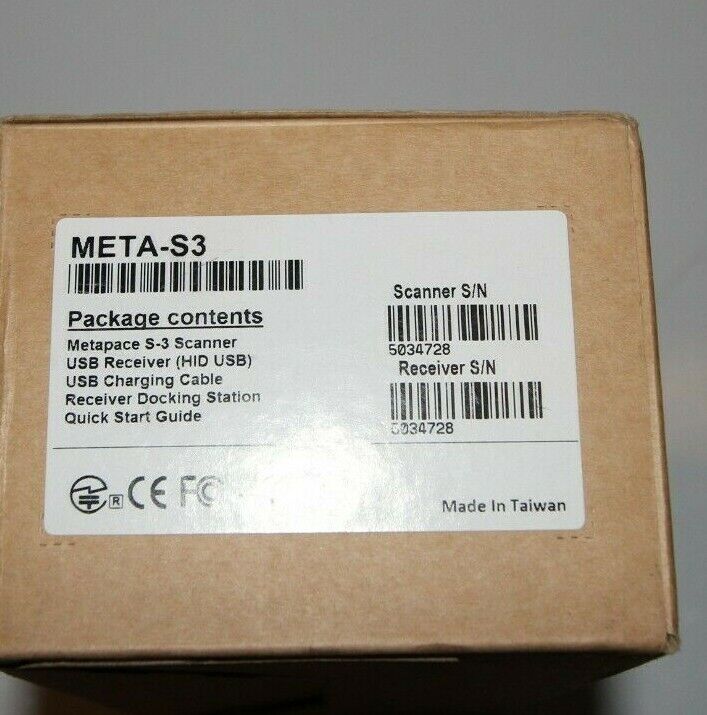 META-S3
Package contents
Metapace S-3 Scanner
USB Receiver (HID USB)
USB Charging Cable
Receiver Docking Station
Quick Start Guide
Scanner S/N
5034728
Receiver S/N
5034728
R CE FC
Made In Taiwan